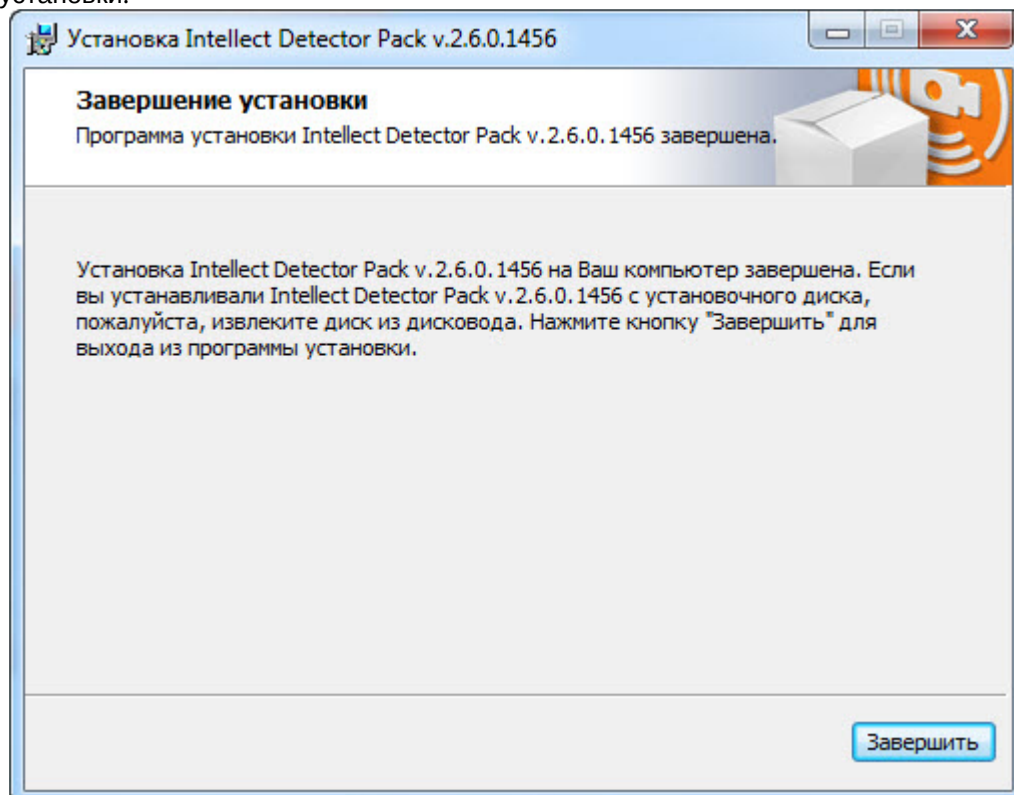 установки.
Установка Intellect Detector Pack v.2.6.0.1456
Завершение установки
Программа установки Intellect Detector Pack v.2.6.0.1456 завершена.
Установка Intellect Detector Pack v.2.6.0.1456 на Ваш компьютер завершена. Если
вы устанавливали Intellect Detector Pack v.2.6.0.1456 с установочного диска,
пожалуйста, извлеките диск из дисковода. Нажмите кнопку "Завершить" для
выхода из программы установки.
Завершить